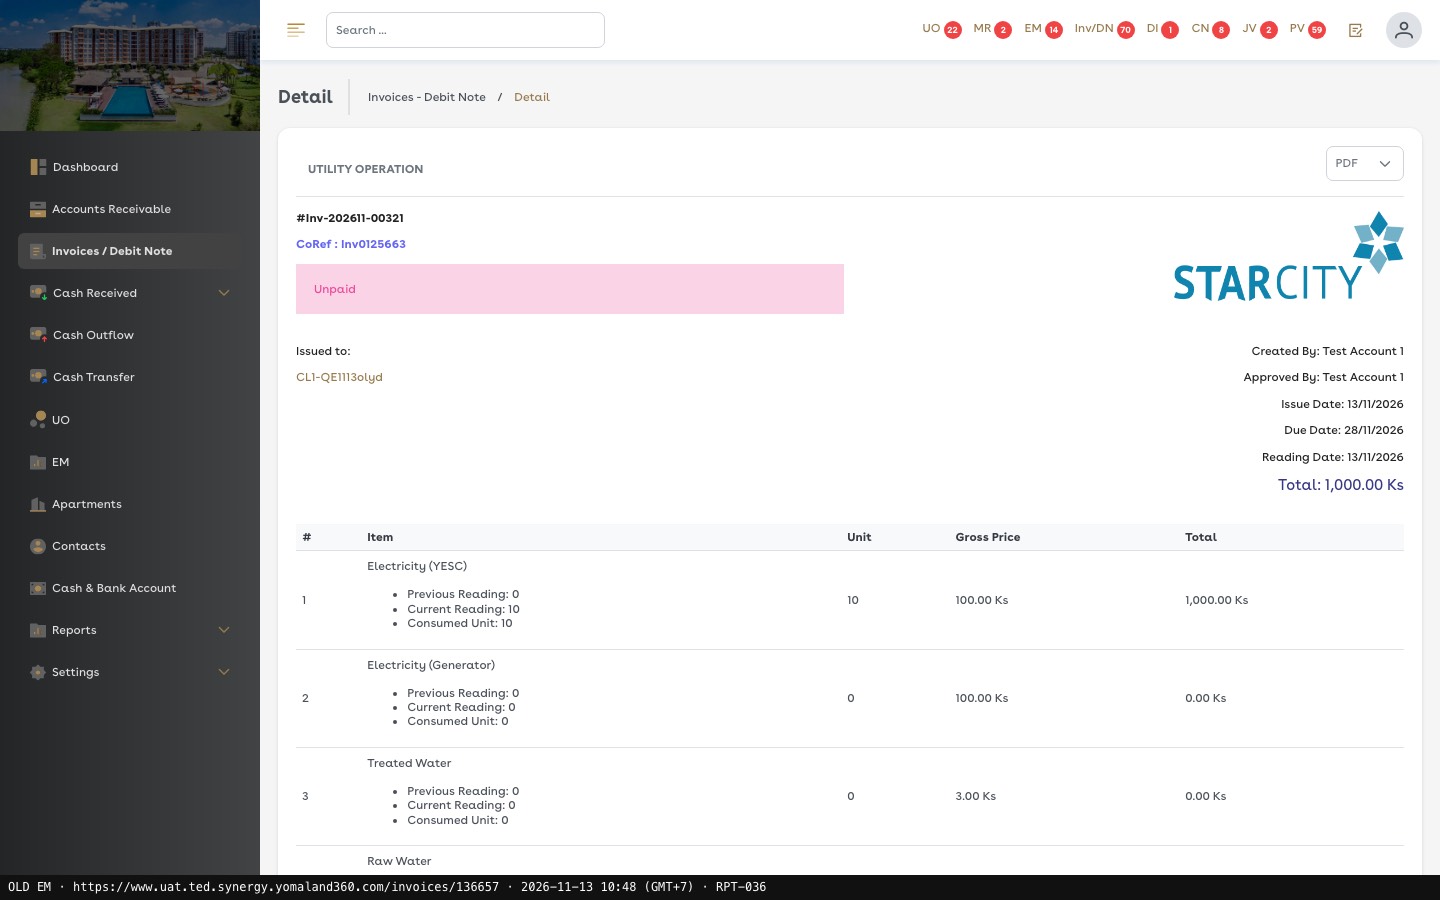 Search ...
UO 22 MR 2 EM 14 Inv/DN 70 DI 1 CN 8 JV 2 PV 59
Detail
Invoices - Debit Note / Detail
Dashboard
Accounts Receivable
Invoices / Debit Note
Cash Received
Cash Outflow
Cash Transfer
UO
EM
Apartments
Contacts
Cash & Bank Account
Reports
Settings
UTILITY OPERATION
PDF
#Inv-202611-00321
CoRef : Inv0125663
Unpaid
STARCITY
Issued to:
CL1-QE1113olyd
Created By: Test Account 1
Approved By: Test Account 1
Issue Date: 13/11/2026
Due Date: 28/11/2026
Reading Date: 13/11/2026
Total: 1,000.00 Ks
# Item Unit Gross Price Total
Electricity (YESC)
• Previous Reading: 0
• Current Reading: 10
• Consumed Unit: 10
1 10 100.00 Ks 1,000.00 Ks
Electricity (Generator)
• Previous Reading: 0
• Current Reading: 0
• Consumed Unit: 0
2 0 100.00 Ks 0.00 Ks
Treated Water
• Previous Reading: 0
• Current Reading: 0
• Consumed Unit: 0
3 0 3.00 Ks 0.00 Ks
Raw Water
OLD EM · https://www.uat.ted.synergy.yomaland360.com/invoices/136657 · 2026-11-13 10:48 (GMT+7) · RPT-036